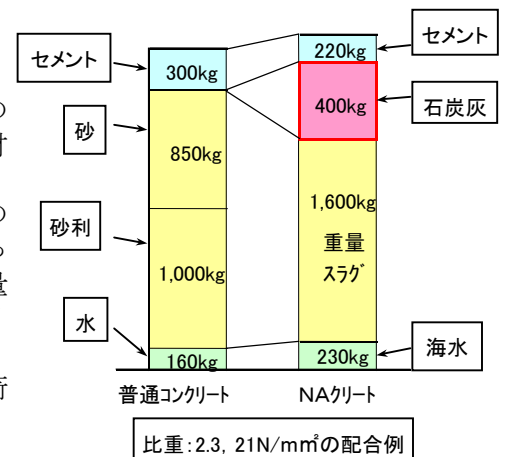 セメント
砂
砂利
水
300kg
850kg
1,000kg
160kg
普通コンクリート
220kg
400kg
1,600kg
重量
スラグ
230kg
NAクリート
セメント
石炭灰
海水
比重:2.3, 21N/mm²の配合例